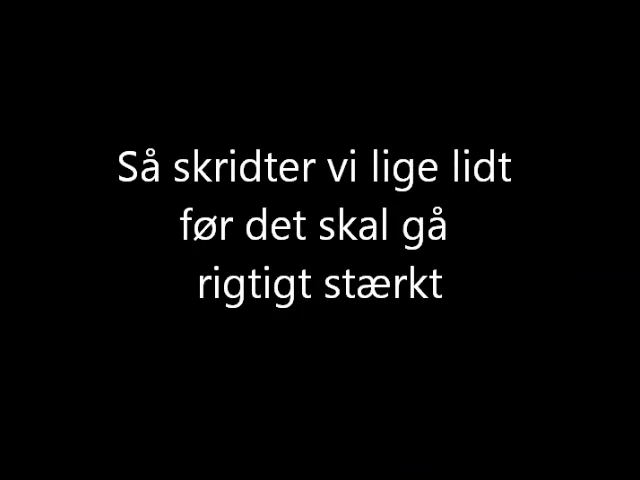 Så skridter vi lige lidt
før det skal gå
rigtigt stærkt